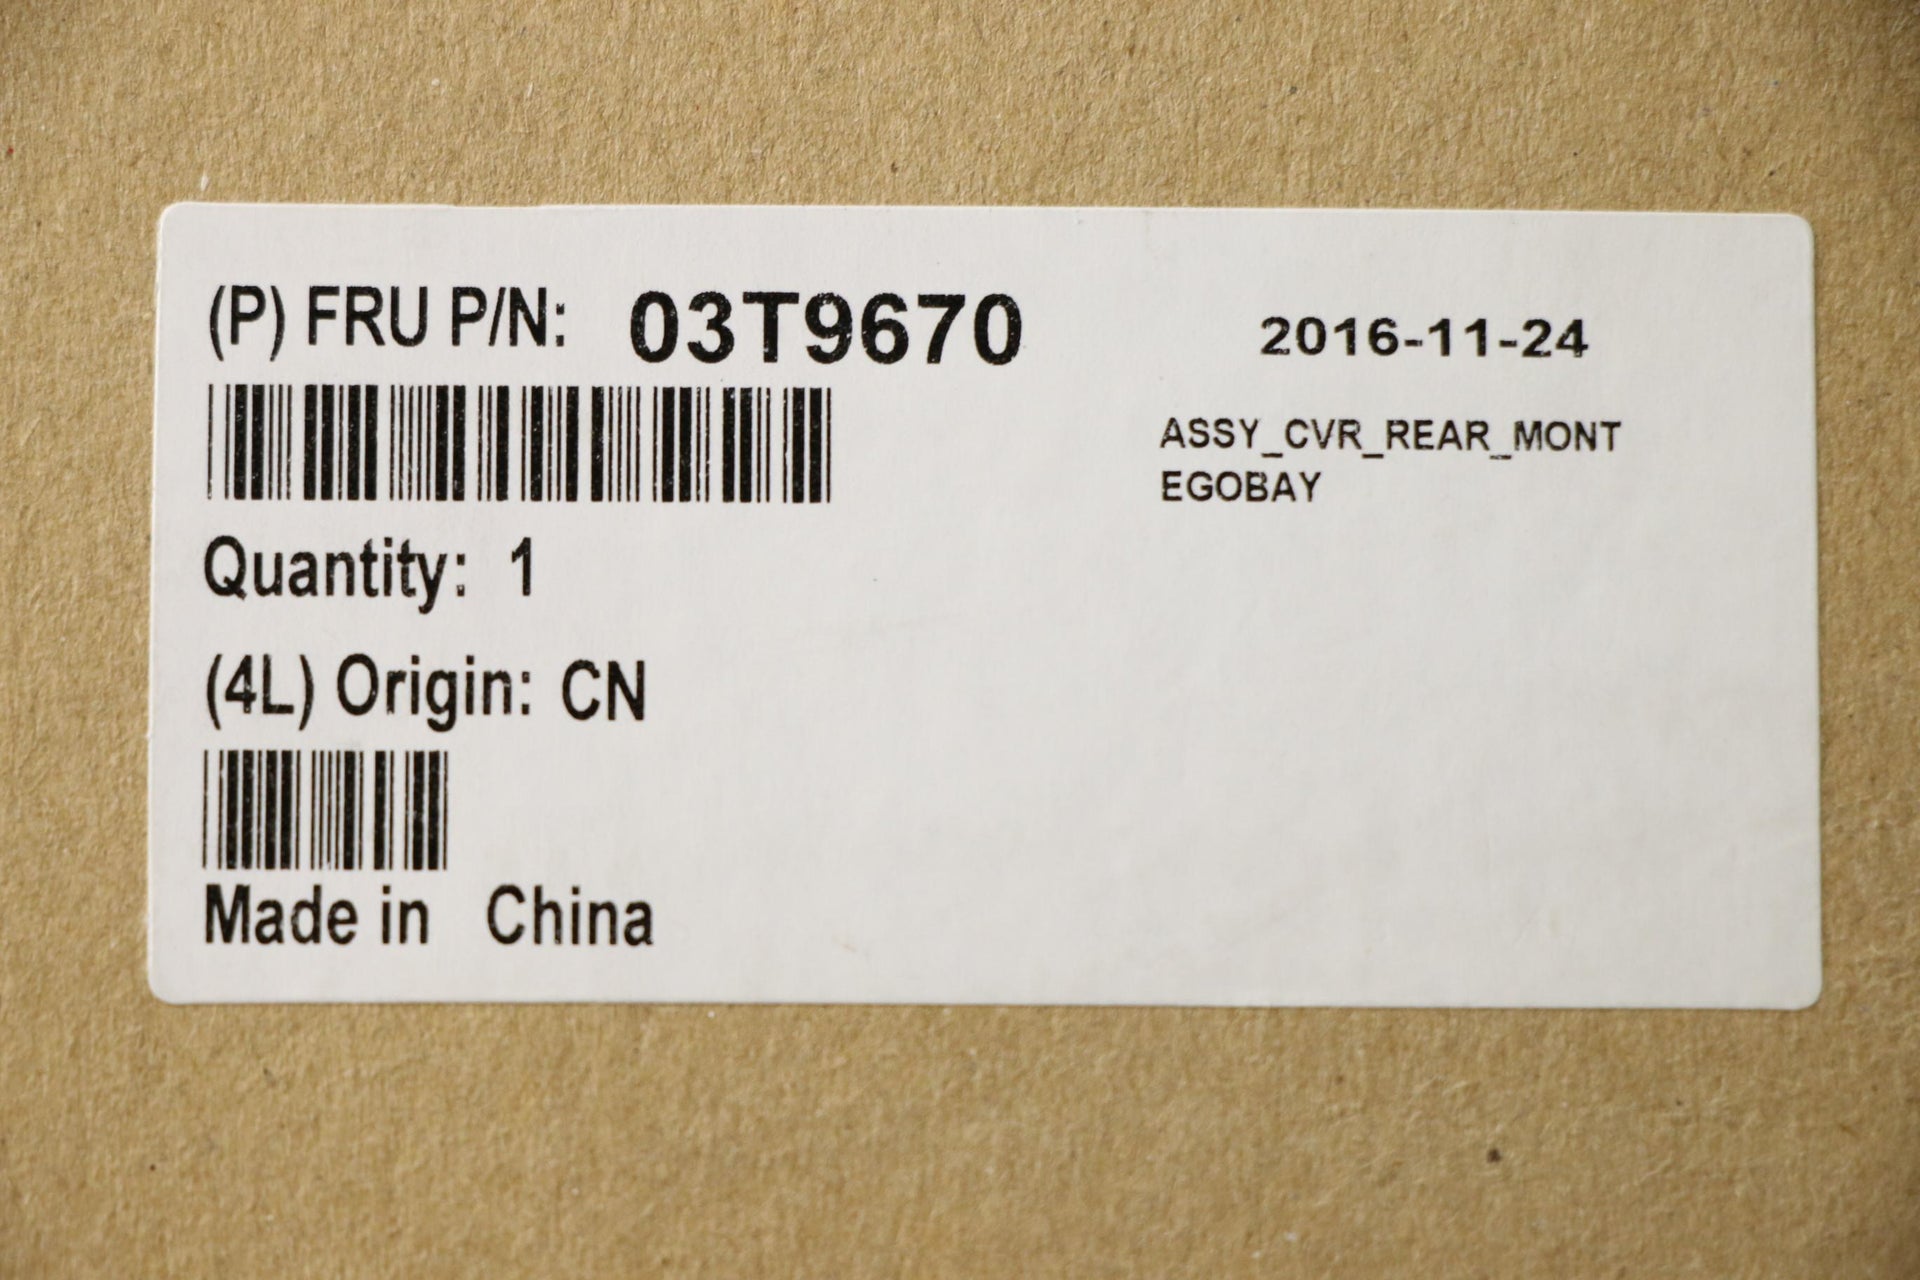 (P) FRU P/N: 03T9670
2016-11-24
ASSY_CVR_REAR_MONT
EGOBAY
Quantity: 1
(4L) Origin: CN
Made in China